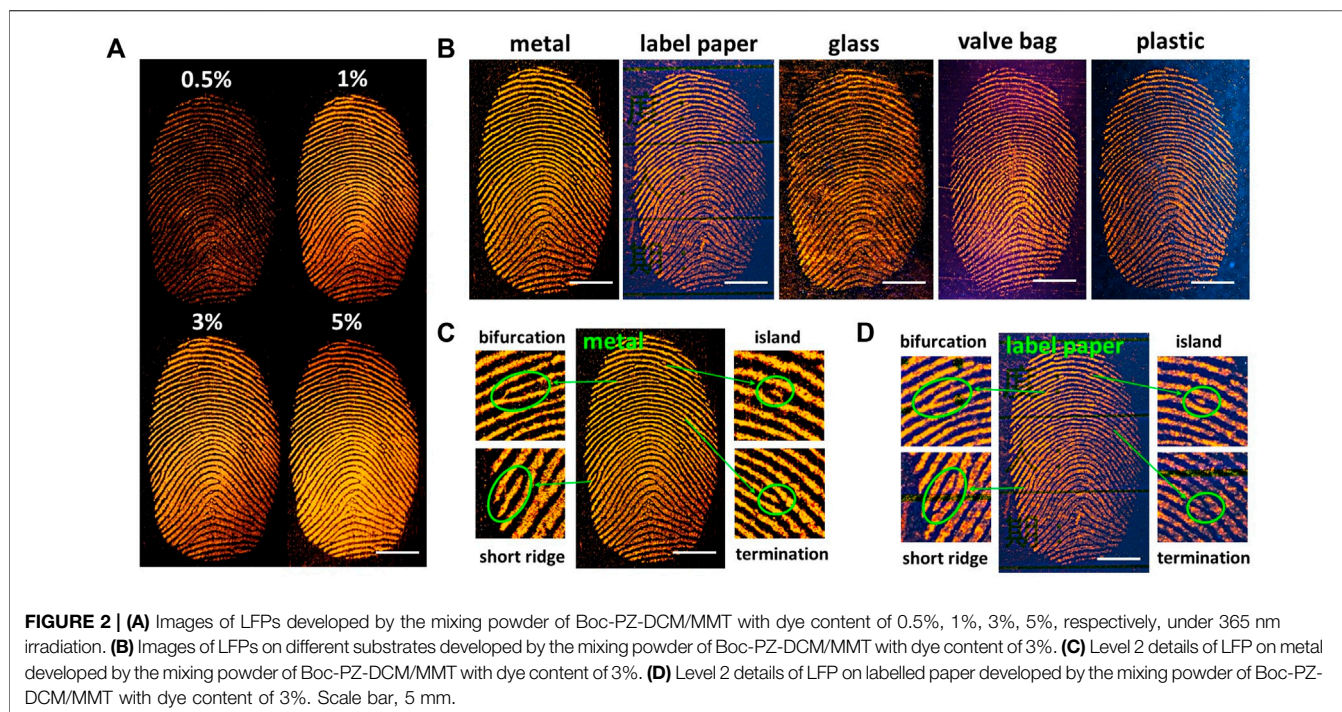 A
0.5%
1%
3%
5%
B
metal
label paper
glass
valve bag
plastic
期
C
bifurcation
metal
island
short ridge
termination
D
bifurcation
label paper
island
期
short ridge
termination
FIGURE 2 | (A) Images of LFPs developed by the mixing powder of Boc-PZ-DCM/MMT with dye content of 0.5%, 1%, 3%, 5%, respectively, under 365 nm
irradiation. (B) Images of LFPs on different substrates developed by the mixing powder of Boc-PZ-DCM/MMT with dye content of 3%. (C) Level 2 details of LFP on metal
developed by the mixing powder of Boc-PZ-DCM/MMT with dye content of 3%. (D) Level 2 details of LFP on labelled paper developed by the mixing powder of Boc-PZ-
DCM/MMT with dye content of 3%. Scale bar, 5 mm.